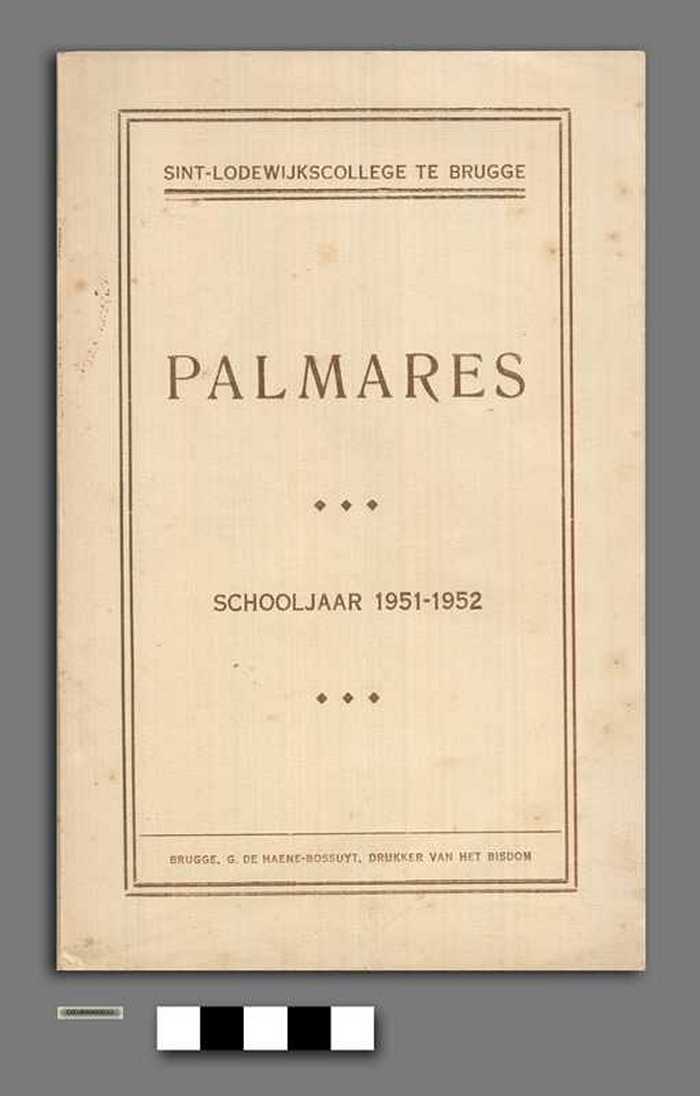 SINT-LODEWIJKSCOLLEGE TE BRUGGE
PALMARES
SCHOOLJAAR 1951-1952
BRUGGE, G. DE HAENE-BOSSUYT, DRUKKER VAN HET BISDOM